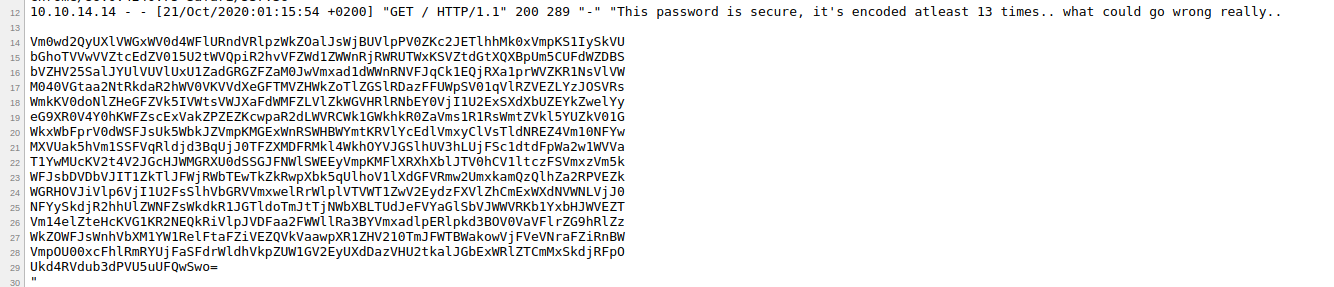 12 10.10.14.14 - - [21/Oct/2020:01:15:54 +0200] "GET / HTTP/1.1" 200 289 "-" "This password is secure, it's encoded atleast 13 times.. what could go wrong really..
13
14 Vm0wd2QyUXlVWGxWV0d4WFlURndVRlpzWkZOalJsWjBUVlpPV0ZKc2JETlhhMk0xVmpKS1IySkVU
15 bGhoTVVwVVZtcEdZV015U2tWVQpiR2hvVFZWd1ZWWnRjRWRUTWxKSVZtdGtXQXBpUm5CUFdWZDBS
16 bVZHV25SalJYUlVUVlUxU1ZadGRGZFZaM0JwVmxad1dWWnRNVFJqCk1EQjRXa1prWVZKR1NsVlVW
17 M040VGtaa2NtRkdaR2hWV0VKVVdXeGFTMVZHWkZoTlZGSlRDazFFUWpSV01qVlRZVEZLYzJOSVRs
18 WmkKV0doNlZHeGFZVk5IVWtsVWJXaFdWMFZLVlZkWGVHRlRNbEY0VjI1U2ExSXdXbUZEYkZwelYy
19 eG9XR0V4Y0hKWFZscExVakZPZEZKcwpaR2dLWVRCWk1GWkhkR0ZaVms1R1RsWmtZVkl5YUZkV01G
20 WkxWbFprV0dWSFJsUk5WbkJZVmpKMGExWnRSWHBWYmtKRVlYcEdlVmxyClVsTldNREZ4Vm10NFYw
21 MXVUak5hVm1SSFVqRldjd3BqUjJ0TFZXMDFRMkl4WkhOYVJGSlhUV3hLUjFSc1dtdFpWa2w1WVVa
22 T1YwMUcKV2t4V2JGcHJWMGRXU0dSSGJFNWlSWEEyVmpKMFlXRXhXblJTV0hCV1ltczFSVmxzVm5k
23 WFJsbDVDbVJIT1ZkTlJFWjRWbTEwTkZkRwpXbk5qUlhoV1lXdGFVRmw2UmxkamQzQlhZa2RPVEZk
24 WGRHOVJiVlp6VjI1U2FsSlhVbGRVVmxwelRrWlplVTVWT1ZwV2EydzFXVlZhCmExWXdNVWNLVjJ0
25 NFYySkdjR2hhUlZWNFZsWkdkR1JGTldoTmJtTjNWbXBLTUdJeFVYaGlSbVJWWVRKb1YxbHJWVEZT
26 Vm14elZteHcKVG1KR2NEQkRiVlpJVDFaa2FWWllRa3BYVmxadlpERlpkd3BOV0VaVFlrZG9hRlZz
27 WkZOWFJsWnhVbXM1YW1RelFtaFZiVEZQVkVaawpXR1ZHV210TmJFWTBWakowVjFVeVNraFZiRnBW
28 VmpOU00xcFhlRmRYUjFaSFdrWldhVkpZUW1GV2EyUXdDazVHU2tkalJGbExWRlZTCmMxSkdjRFpO
29 Ukd4RVdub3dPVU5uUFQwSwo=
30 "